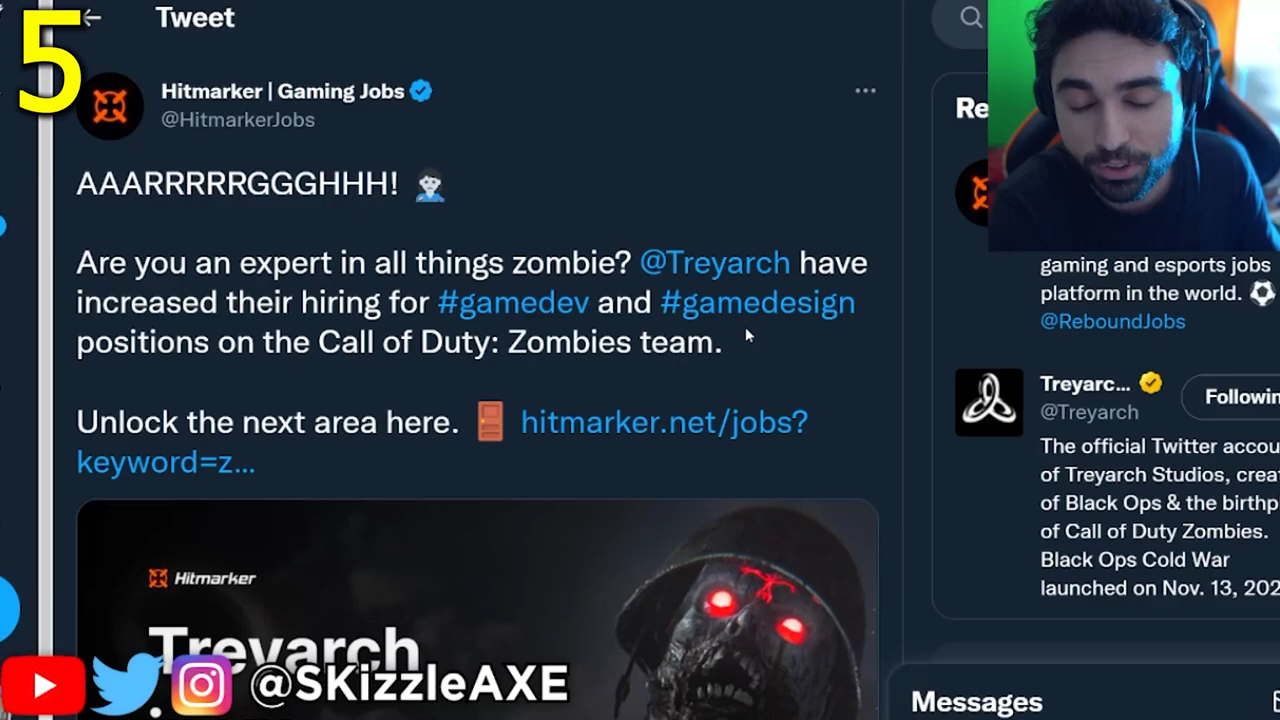 5
Tweet
Hitmarker | Gaming Jobs
@HitmarkerJobs
AAARRRRRGGGHHH!
Are you an expert in all things zombie? @Treyarch have
increased their hiring for #gamedev and #gamedesign
positions on the Call of Duty: Zombies team.
Unlock the next area here. hitmarker.net/jobs?
keyword=z...
Hitmarker
Treyarch
@SKizzleAXE
Re
gaming and esports jobs
platform in the world.
@ReboundJobs
Treyarc...
@Treyarch
Followin
The official Twitter accou
of Treyarch Studios, crea
of Black Ops & the birthp
of Call of Duty Zombies.
Black Ops Cold War
launched on Nov. 13, 202
Messages